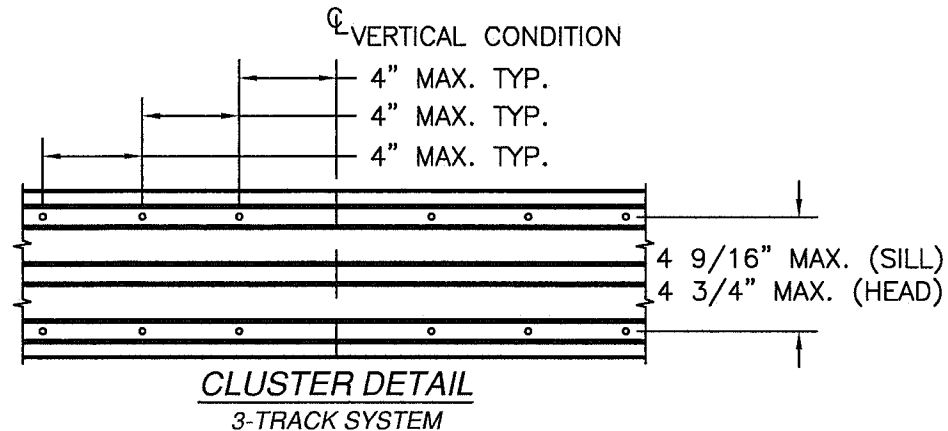 ℄ VERTICAL CONDITION
4" MAX. TYP.
4" MAX. TYP.
4" MAX. TYP.
4 9/16" MAX. (SILL)
4 3/4" MAX. (HEAD)
CLUSTER DETAIL
3-TRACK SYSTEM